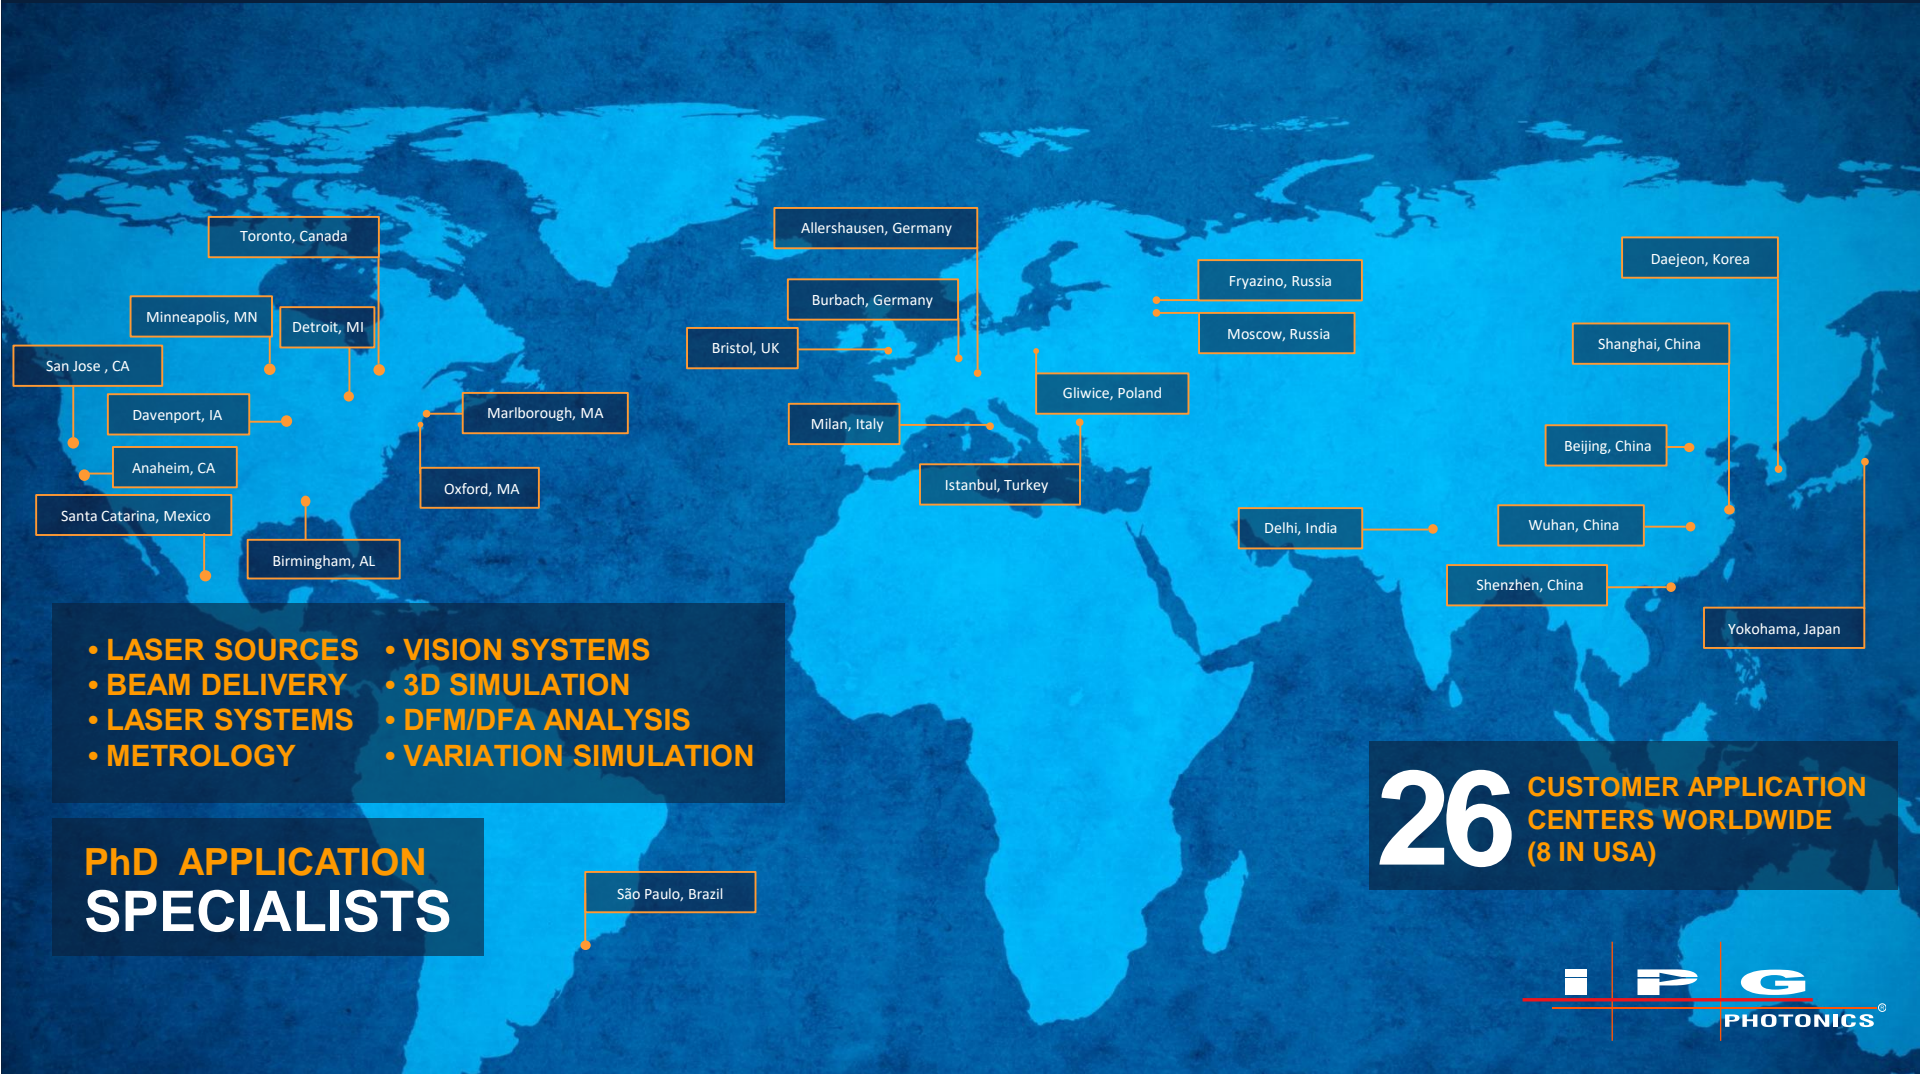 Toronto, Canada
Minneapolis, MN
Detroit, MI
San Jose , CA
Davenport, IA
Anaheim, CA
Santa Catarina, Mexico
Birmingham, AL
Marlborough, MA
Oxford, MA
Allershausen, Germany
Burbach, Germany
Bristol, UK
Milan, Italy
Istanbul, Turkey
Gliwice, Poland
Fryazino, Russia
Moscow, Russia
Daejeon, Korea
Shanghai, China
Beijing, China
Delhi, India
Wuhan, China
Shenzhen, China
Yokohama, Japan
• LASER SOURCES
• BEAM DELIVERY
• LASER SYSTEMS
• METROLOGY
• VISION SYSTEMS
• 3D SIMULATION
• DFM/DFA ANALYSIS
• VARIATION SIMULATION
PhD APPLICATION
SPECIALISTS
São Paulo, Brazil
26
CUSTOMER APPLICATION
CENTERS WORLDWIDE
(8 IN USA)
IPG
PHOTONICS®